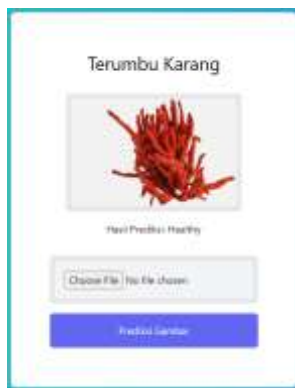 Terumbu Karang
Hasil Prediksi: Healthy
Choose File No file chosen
Prediksi Gambar